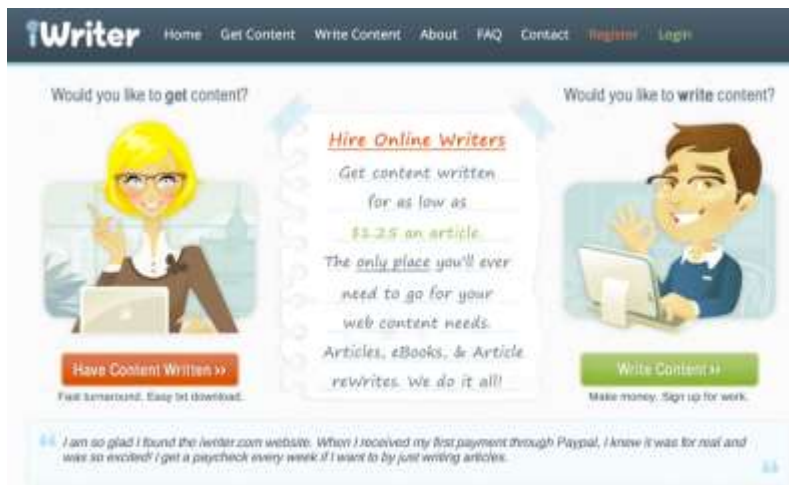 iWriter Home Get Content Write Content About FAQ Contact Register Login
Would you like to get content?
Would you like to write content?
Hire Online Writers
Get content written
for as low as
$1.25 an article.
The only place you'll ever
need to go for your
web content needs.
Articles, eBooks, & Article
reWrites. We do it all!
Have Content Written »
Fast turnaround. Easy txt download.
Write Content »
Make money. Sign up for work.
I am so glad I found the iwriter.com website. When I received my first payment through Paypal, I knew it was for real and
was so excited! I get a paycheck every week if I want to by just writing articles.